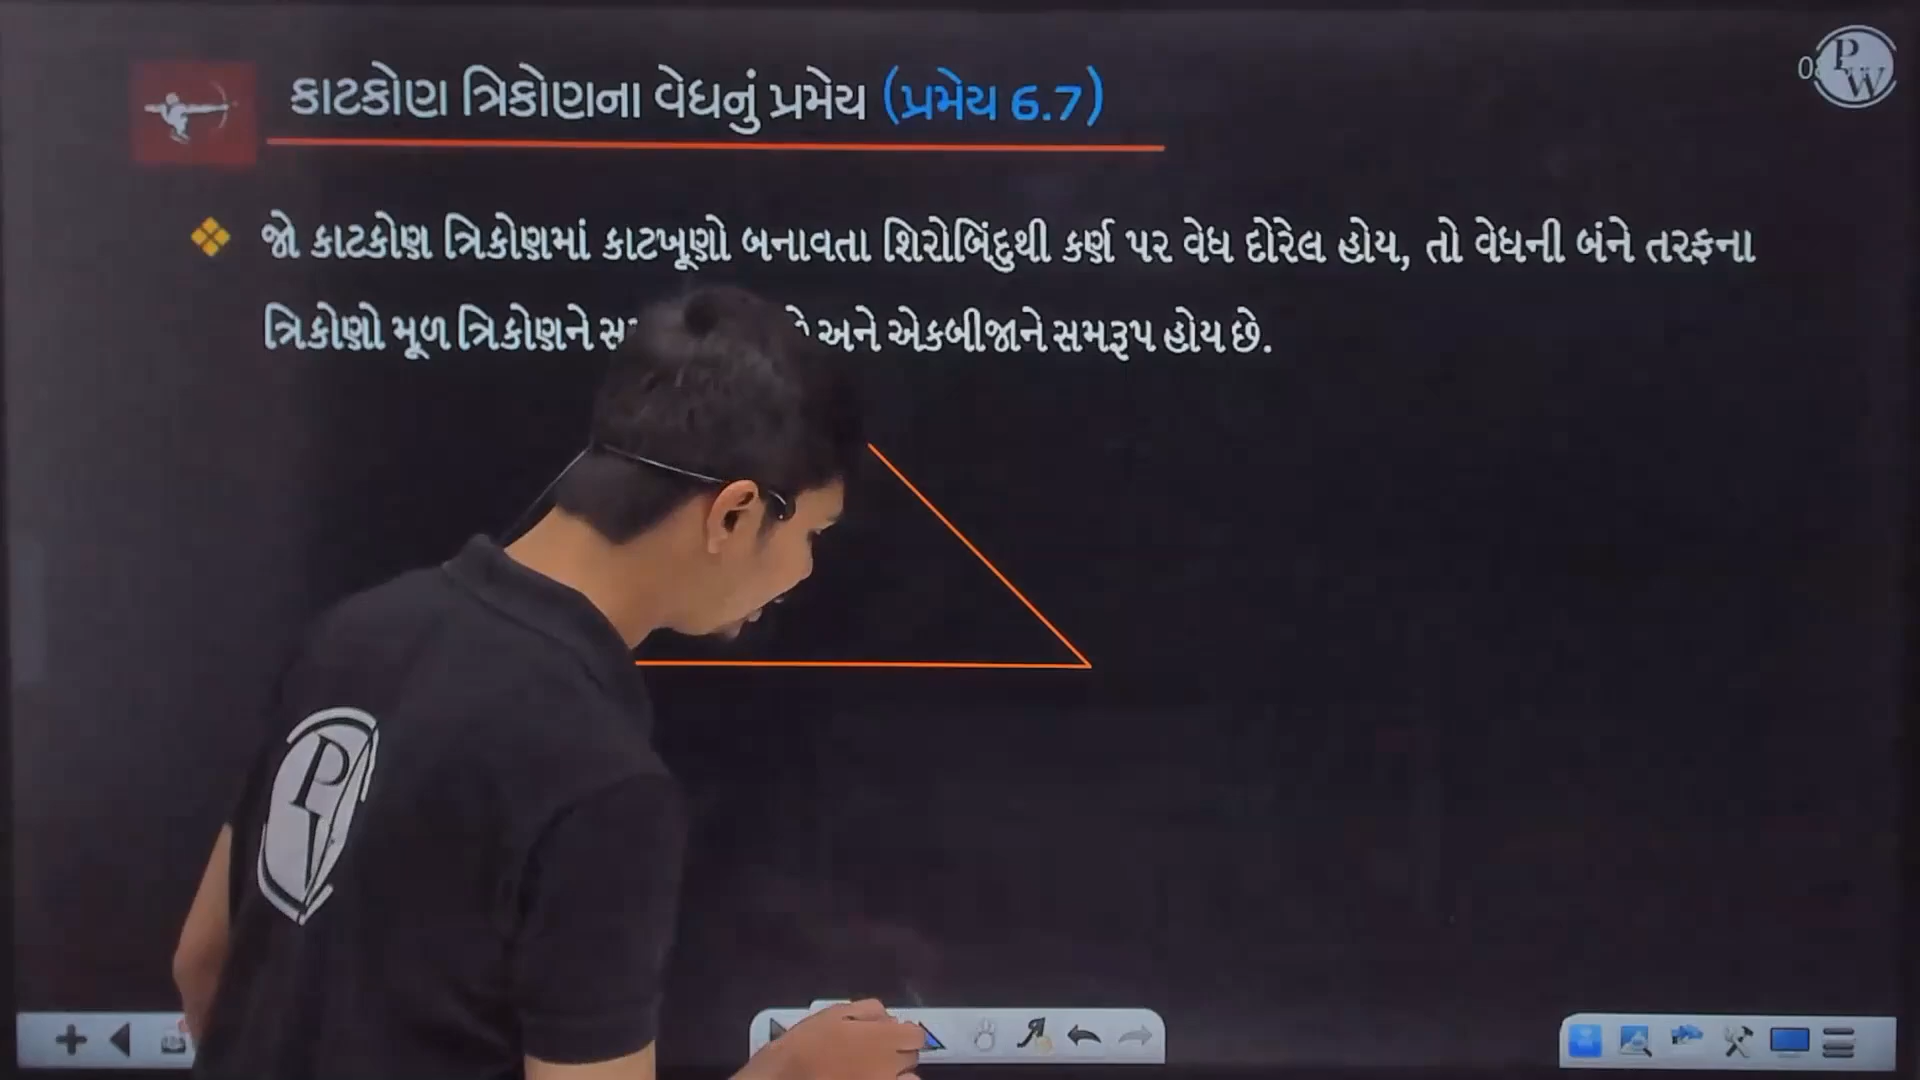 કાટકોણ ત્રિકોણના વેધનું પ્રમેય (પ્રમેય 6.7)
PW
જો કાટકોણ ત્રિકોણમાં કાટખૂણો બનાવતા શિરોબિંદુથી કર્ણ પર વેધ દોરેલ હોય, તો વેધની બંને તરફના
ત્રિકોણો મૂળ ત્રિકોણને અને એકબીજાને સમરૂપ હોય છે.